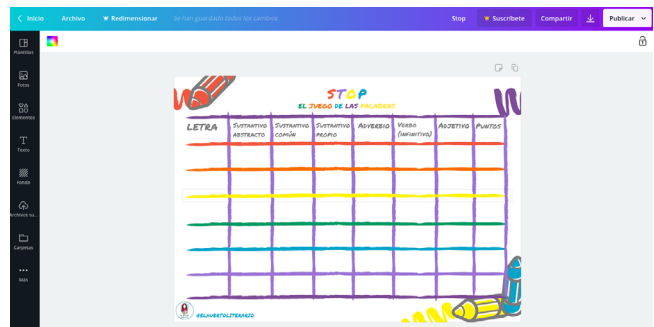 Inicio Archivo Redimensionar Se han guardado todos los cambios Stop Suscríbete Compartir Publicar
Plantillas
Fotos
Elementos
Texto
Fondo
Archivos su...
Carpetas
Más
STOP
EL JUEGO DE LAS PALABRAS
LETRA
SUSTANTIVO ABSTRACTO
SUSTANTIVO COMÚN
SUSTANTIVO PROPIO
ADVERBIO
VERBO (INFINITIVO)
ADJETIVO
PUNTOS
@ELHUERTOLITERARIO